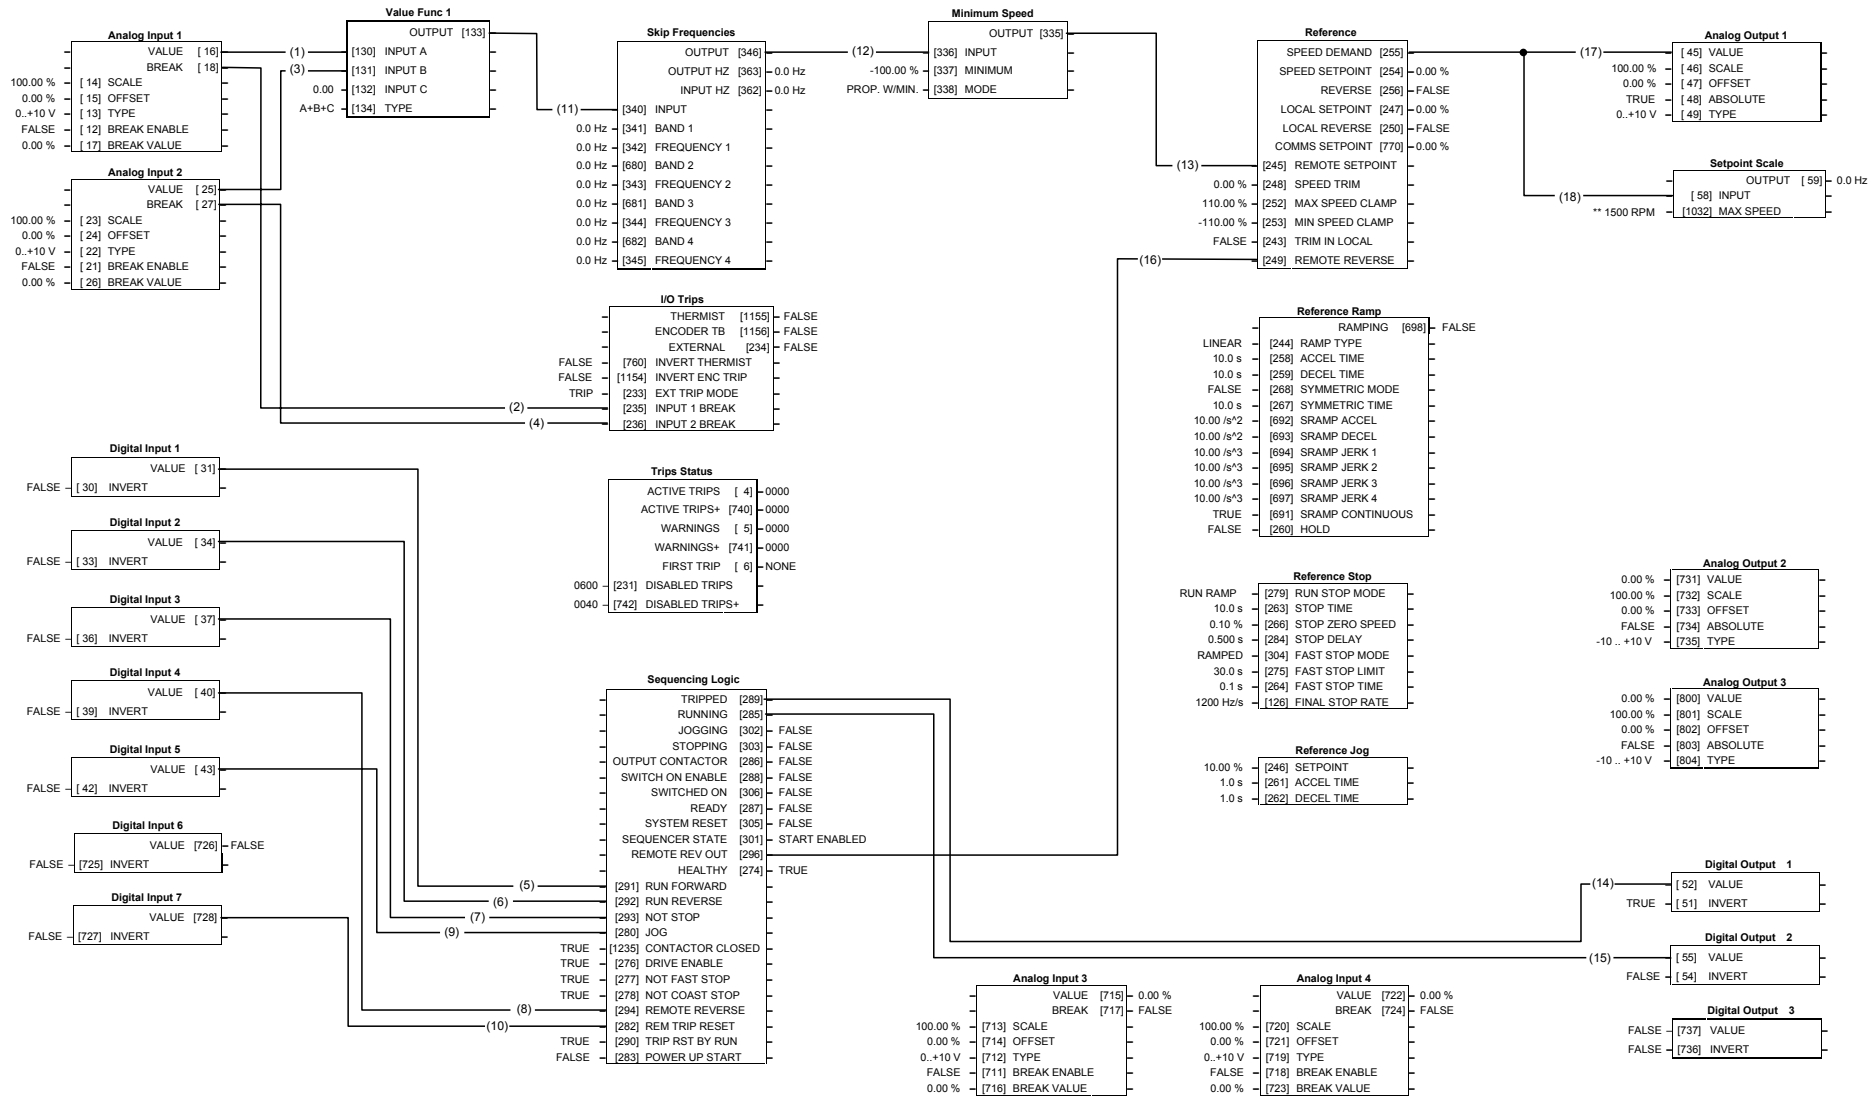 Analog Input 1
VALUE [ 16]
BREAK [ 18]
100.00 % [ 14] SCALE
0.00 % [ 15] OFFSET
0..+10 V [ 13] TYPE
FALSE [ 12] BREAK ENABLE
0.00 % [ 17] BREAK VALUE
Analog Input 2
VALUE [ 25]
BREAK [ 27]
100.00 % [ 23] SCALE
0.00 % [ 24] OFFSET
0..+10 V [ 22] TYPE
FALSE [ 21] BREAK ENABLE
0.00 % [ 26] BREAK VALUE
(1)
(3)
Value Func 1
OUTPUT [133]
[130] INPUT A
[131] INPUT B
0.00 [132] INPUT C
A+B+C [134] TYPE
(11)
Skip Frequencies
OUTPUT [346]
OUTPUT HZ [363] 0.0 Hz
INPUT HZ [362] 0.0 Hz
[340] INPUT
0.0 Hz [341] BAND 1
0.0 Hz [342] FREQUENCY 1
0.0 Hz [680] BAND 2
0.0 Hz [343] FREQUENCY 2
0.0 Hz [681] BAND 3
0.0 Hz [344] FREQUENCY 3
0.0 Hz [682] BAND 4
0.0 Hz [345] FREQUENCY 4
(12)
Minimum Speed
OUTPUT [335]
[336] INPUT
-100.00 % [337] MINIMUM
PROP. W/MIN. [338] MODE
(13)
(16)
Reference
SPEED DEMAND [255]
SPEED SETPOINT [254] 0.00 %
REVERSE [256] FALSE
LOCAL SETPOINT [247] 0.00 %
LOCAL REVERSE [250] FALSE
COMMS SETPOINT [770] 0.00 %
[245] REMOTE SETPOINT
0.00 % [248] SPEED TRIM
110.00 % [252] MAX SPEED CLAMP
-110.00 % [253] MIN SPEED CLAMP
FALSE [243] TRIM IN LOCAL
[249] REMOTE REVERSE
(17)
(18)
Analog Output 1
[ 45] VALUE
100.00 % [ 46] SCALE
0.00 % [ 47] OFFSET
TRUE [ 48] ABSOLUTE
0..+10 V [ 49] TYPE
Setpoint Scale
OUTPUT [ 59] 0.0 Hz
[ 58] INPUT
** 1500 RPM [1032] MAX SPEED
I/O Trips
THERMIST [1155] FALSE
ENCODER TB [1156] FALSE
EXTERNAL [234] FALSE
FALSE [760] INVERT THERMIST
FALSE [1154] INVERT ENC TRIP
TRIP [233] EXT TRIP MODE
(2) [235] INPUT 1 BREAK
(4) [236] INPUT 2 BREAK
Reference Ramp
RAMPING [698] FALSE
LINEAR [244] RAMP TYPE
10.0 s [258] ACCEL TIME
10.0 s [259] DECEL TIME
FALSE [268] SYMMETRIC MODE
10.0 s [267] SYMMETRIC TIME
10.00 /s^2 [692] SRAMP ACCEL
10.00 /s^2 [693] SRAMP DECEL
10.00 /s^3 [694] SRAMP JERK 1
10.00 /s^3 [695] SRAMP JERK 2
10.00 /s^3 [696] SRAMP JERK 3
10.00 /s^3 [697] SRAMP JERK 4
TRUE [691] SRAMP CONTINUOUS
FALSE [260] HOLD
Digital Input 1
VALUE [ 31]
FALSE [ 30] INVERT
Digital Input 2
VALUE [ 34]
FALSE [ 33] INVERT
Digital Input 3
VALUE [ 37]
FALSE [ 36] INVERT
Digital Input 4
VALUE [ 40]
FALSE [ 39] INVERT
Digital Input 5
VALUE [ 43]
FALSE [ 42] INVERT
Digital Input 6
VALUE [726] FALSE
FALSE [725] INVERT
Digital Input 7
VALUE [728]
FALSE [727] INVERT
Trips Status
ACTIVE TRIPS [ 4] 0000
ACTIVE TRIPS+ [740] 0000
WARNINGS [ 5] 0000
WARNINGS+ [741] 0000
FIRST TRIP [ 6] NONE
0600 [231] DISABLED TRIPS
0040 [742] DISABLED TRIPS+
Sequencing Logic
TRIPPED [289]
RUNNING [285]
JOGGING [302] FALSE
STOPPING [303] FALSE
OUTPUT CONTACTOR [286] FALSE
SWITCH ON ENABLE [288] FALSE
SWITCHED ON [306] FALSE
READY [287] FALSE
SYSTEM RESET [305] FALSE
SEQUENCER STATE [301] START ENABLED
REMOTE REV OUT [296]
HEALTHY [274] TRUE
(5) [291] RUN FORWARD
(6) [292] RUN REVERSE
(7) [293] NOT STOP
(9) [280] JOG
TRUE [1235] CONTACTOR CLOSED
TRUE [276] DRIVE ENABLE
TRUE [277] NOT FAST STOP
TRUE [278] NOT COAST STOP
(8) [294] REMOTE REVERSE
(10) [282] REM TRIP RESET
TRUE [290] TRIP RST BY RUN
FALSE [283] POWER UP START
Reference Stop
RUN RAMP [279] RUN STOP MODE
10.0 s [263] STOP TIME
0.10 % [266] STOP ZERO SPEED
0.500 s [284] STOP DELAY
RAMPED [304] FAST STOP MODE
30.0 s [275] FAST STOP LIMIT
0.1 s [264] FAST STOP TIME
1200 Hz/s [126] FINAL STOP RATE
Reference Jog
10.00 % [246] SETPOINT
1.0 s [261] ACCEL TIME
1.0 s [262] DECEL TIME
Analog Output 2
0.00 % [731] VALUE
100.00 % [732] SCALE
0.00 % [733] OFFSET
FALSE [734] ABSOLUTE
-10 .. +10 V [735] TYPE
Analog Output 3
0.00 % [800] VALUE
100.00 % [801] SCALE
0.00 % [802] OFFSET
FALSE [803] ABSOLUTE
-10 .. +10 V [804] TYPE
Digital Output 1
(14) [ 52] VALUE
TRUE [ 51] INVERT
Digital Output 2
(15) [ 55] VALUE
FALSE [ 54] INVERT
Digital Output 3
FALSE [737] VALUE
FALSE [736] INVERT
Analog Input 3
VALUE [715] 0.00 %
BREAK [717] FALSE
100.00 % [713] SCALE
0.00 % [714] OFFSET
0..+10 V [712] TYPE
FALSE [711] BREAK ENABLE
0.00 % [716] BREAK VALUE
Analog Input 4
VALUE [722] 0.00 %
BREAK [724] FALSE
100.00 % [720] SCALE
0.00 % [721] OFFSET
0..+10 V [719] TYPE
FALSE [718] BREAK ENABLE
0.00 % [723] BREAK VALUE